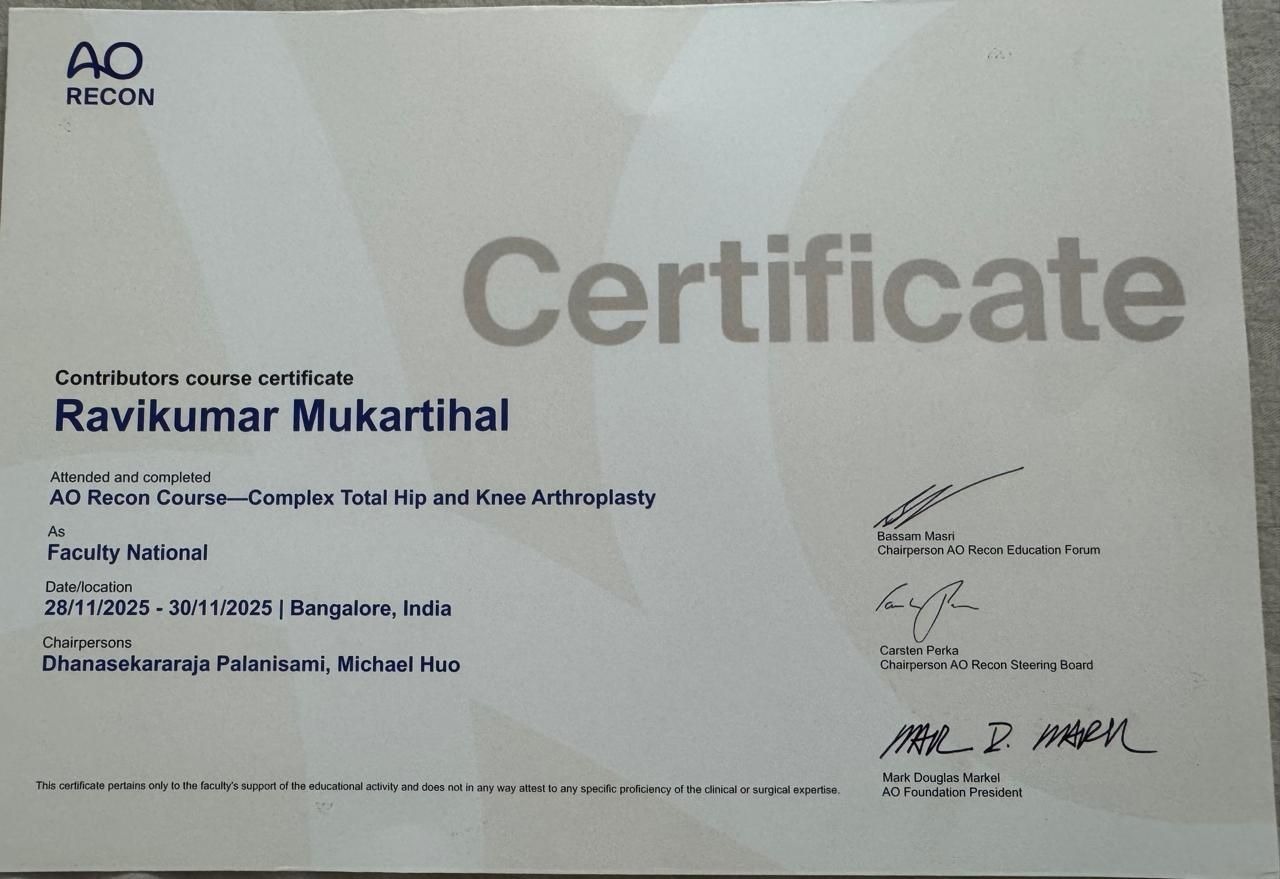 AO
RECON
Certificate
Contributors course certificate
Ravikumar Mukartihal
Attended and completed
AO Recon Course—Complex Total Hip and Knee Arthroplasty
As
Faculty National
Date/location
28/11/2025 - 30/11/2025 | Bangalore, India
Chairpersons
Dhanasekararaja Palanisami, Michael Huo
Bassam Masri
Chairperson AO Recon Education Forum
Carsten Perka
Chairperson AO Recon Steering Board
Mark Douglas Markel
AO Foundation President
This certificate pertains only to the faculty's support of the educational activity and does not in any way attest to any specific proficiency of the clinical or surgical expertise.